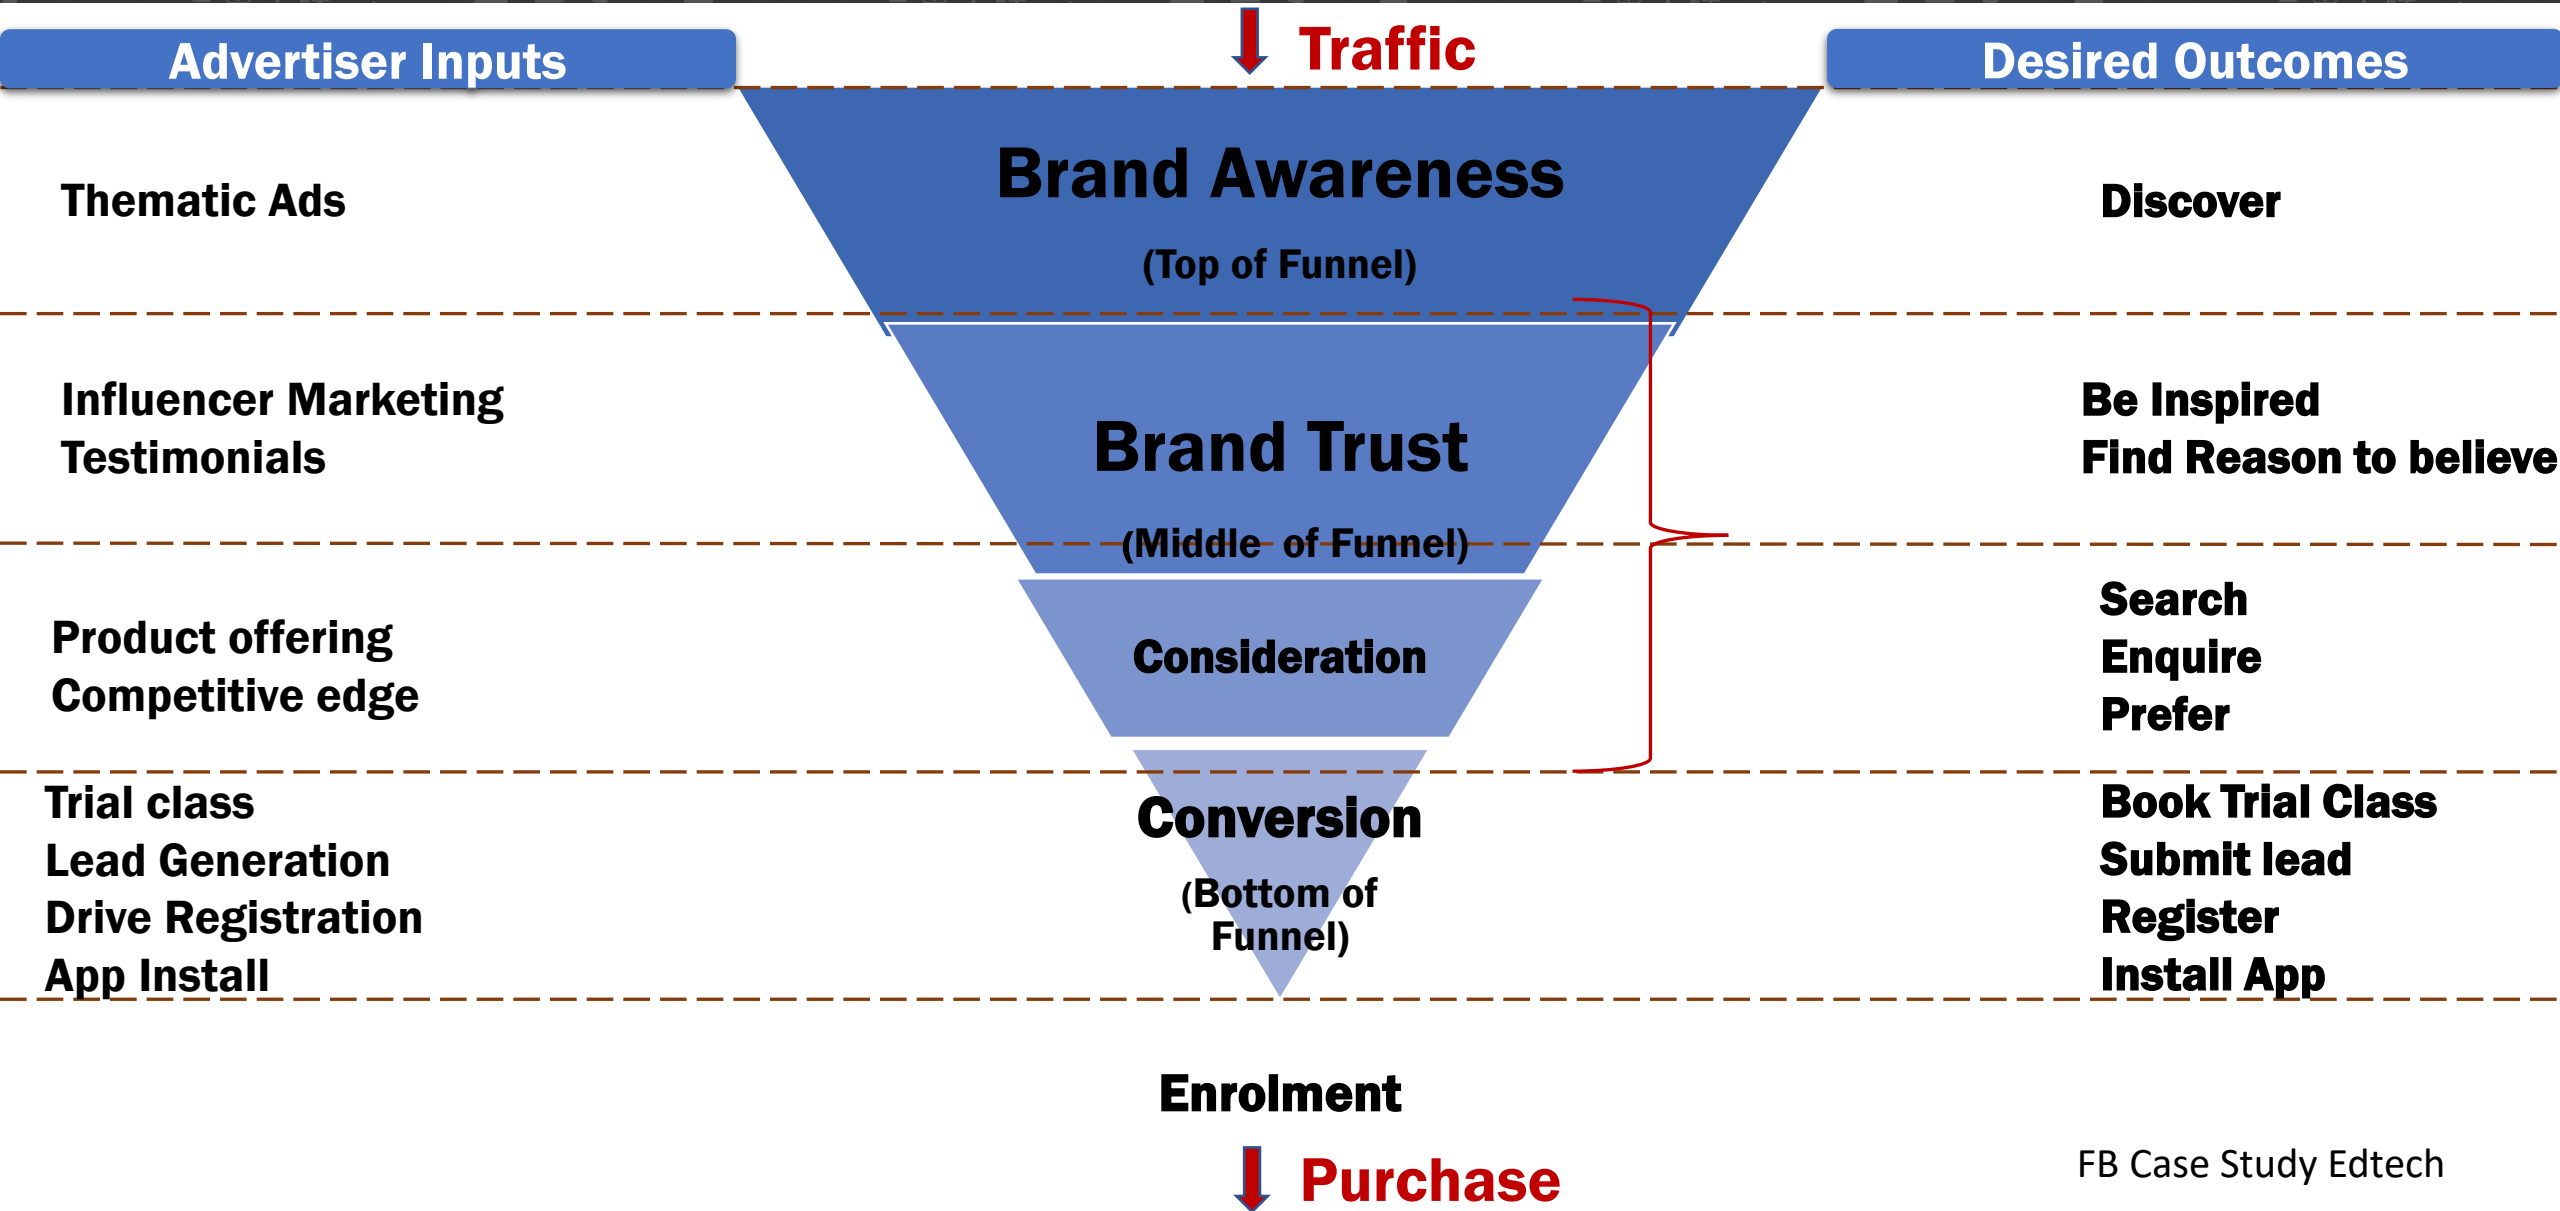 Advertiser Inputs
Traffic
Desired Outcomes
Thematic Ads
Brand Awareness
(Top of Funnel)
Discover
Influencer Marketing
Testimonials
Brand Trust
(Middle of Funnel)
Be Inspired
Find Reason to believe
Product offering
Competitive edge
Consideration
Search
Enquire
Prefer
Trial class
Lead Generation
Drive Registration
App Install
Conversion
(Bottom of
Funnel)
Book Trial Class
Submit lead
Register
Install App
Enrolment
Purchase
FB Case Study Edtech